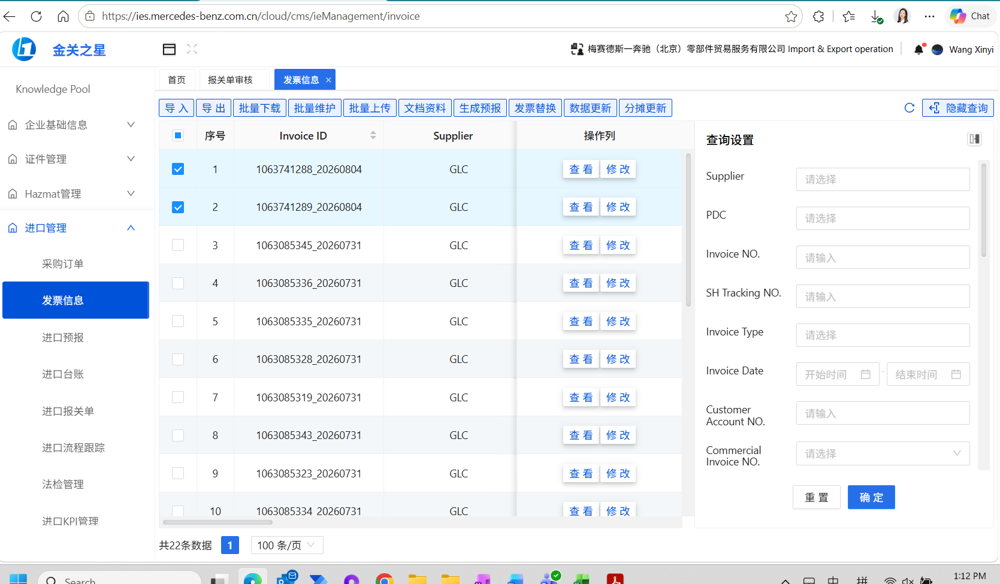 https://ies.mercedes-benz.com.cn/cloud/cms/ieManagement/invoice
Chat
金关之星
梅赛德斯一奔驰（北京）零部件贸易服务有限公司 Import & Export operation
Wang Xinyi
Knowledge Pool
企业基础信息
证件管理
Hazmat管理
进口管理
采购订单
发票信息
进口预报
进口台账
进口报关单
进口流程跟踪
法检管理
进口KPI管理
首页 报关单审核 发票信息 ×
导 入 导 出 批量下载 批量维护 批量上传 文档资料 生成预报 发票替换 数据更新 分摊更新
隐藏查询
序号 Invoice ID Supplier 操作列
1 1063741288_20260804 GLC 查 看 修 改
2 1063741289_20260804 GLC 查 看 修 改
3 1063085345_20260731 GLC 查 看 修 改
4 1063085336_20260731 GLC 查 看 修 改
5 1063085335_20260731 GLC 查 看 修 改
6 1063085328_20260731 GLC 查 看 修 改
7 1063085319_20260731 GLC 查 看 修 改
8 1063085343_20260731 GLC 查 看 修 改
9 1063085323_20260731 GLC 查 看 修 改
10 1063085334_20260731 GLC 查 看 修 改
共22条数据 1 100 条/页
查询设置
Supplier 请选择
PDC 请选择
Invoice NO. 请输入
SH Tracking NO. 请输入
Invoice Type 请选择
Invoice Date 开始时间 - 结束时间
Customer
Account NO. 请输入
Commercial
Invoice NO. 请选择
重 置 确 定
Search
中 拼
1:12 PM